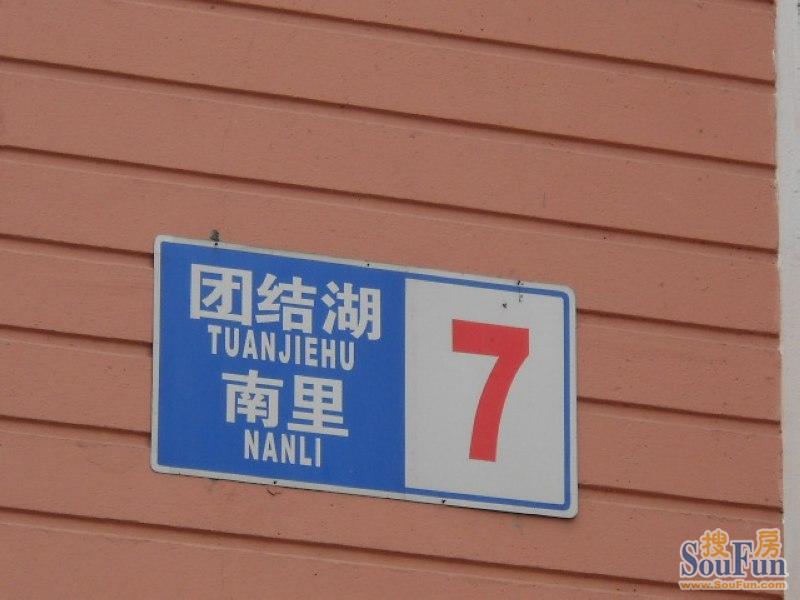 团结湖
TUANJIEHU
南里
NANLI
7
搜房
SouFun
www.SouFun.com